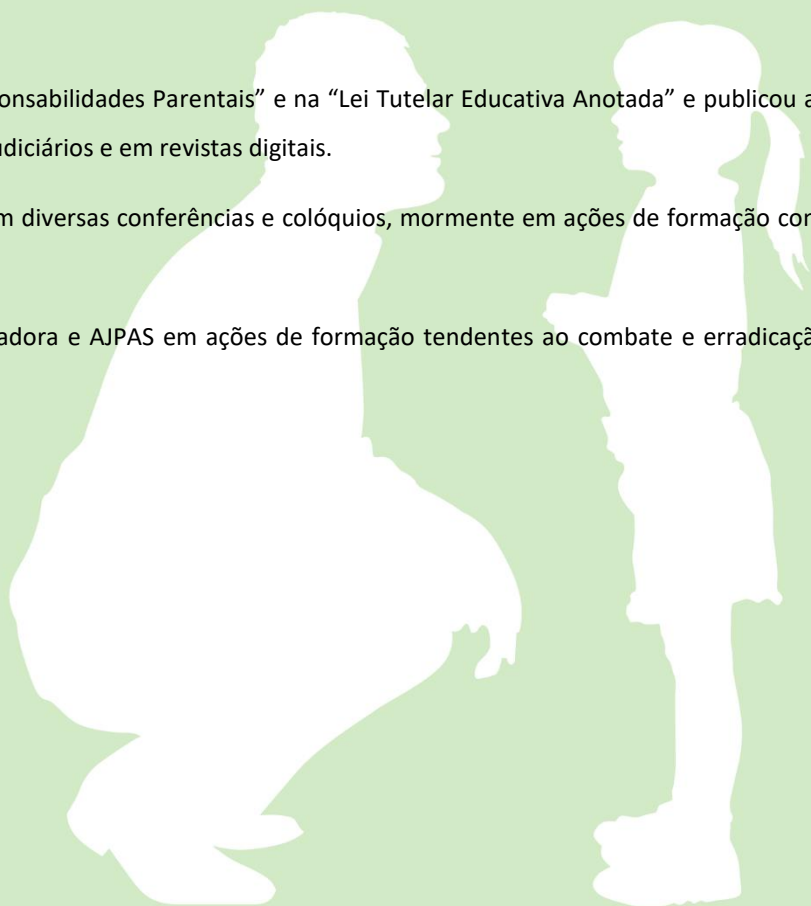 onsabilidades Parentais” e na “Lei Tutelar Educativa Anotada” e publicou a
udiciários e em revistas digitais.
m diversas conferências e colóquios, mormente em ações de formação con
adora e AJPAS em ações de formação tendentes ao combate e erradicaçã